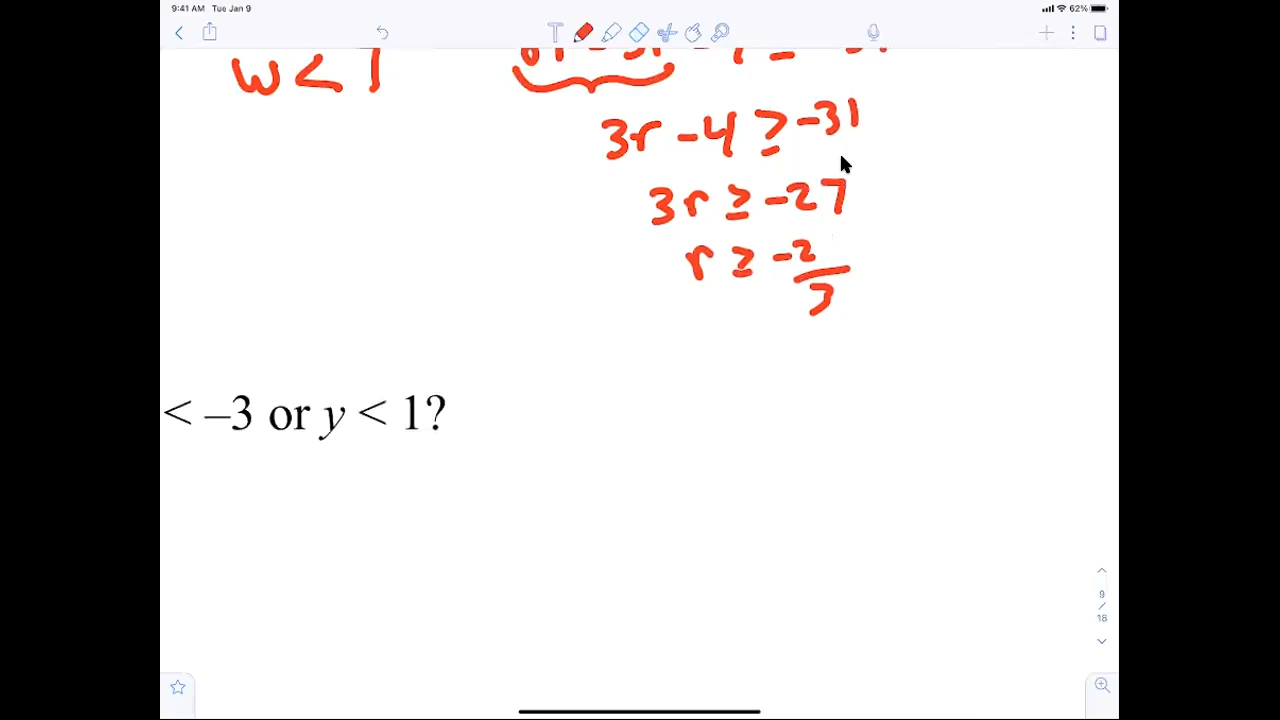 9:41 AM Tue Jan 9
62%
w < 1
3r - 4 ≥ -31
3r ≥ -27
r ≥ -2
3
< –3 or y < 1?
9
/
18